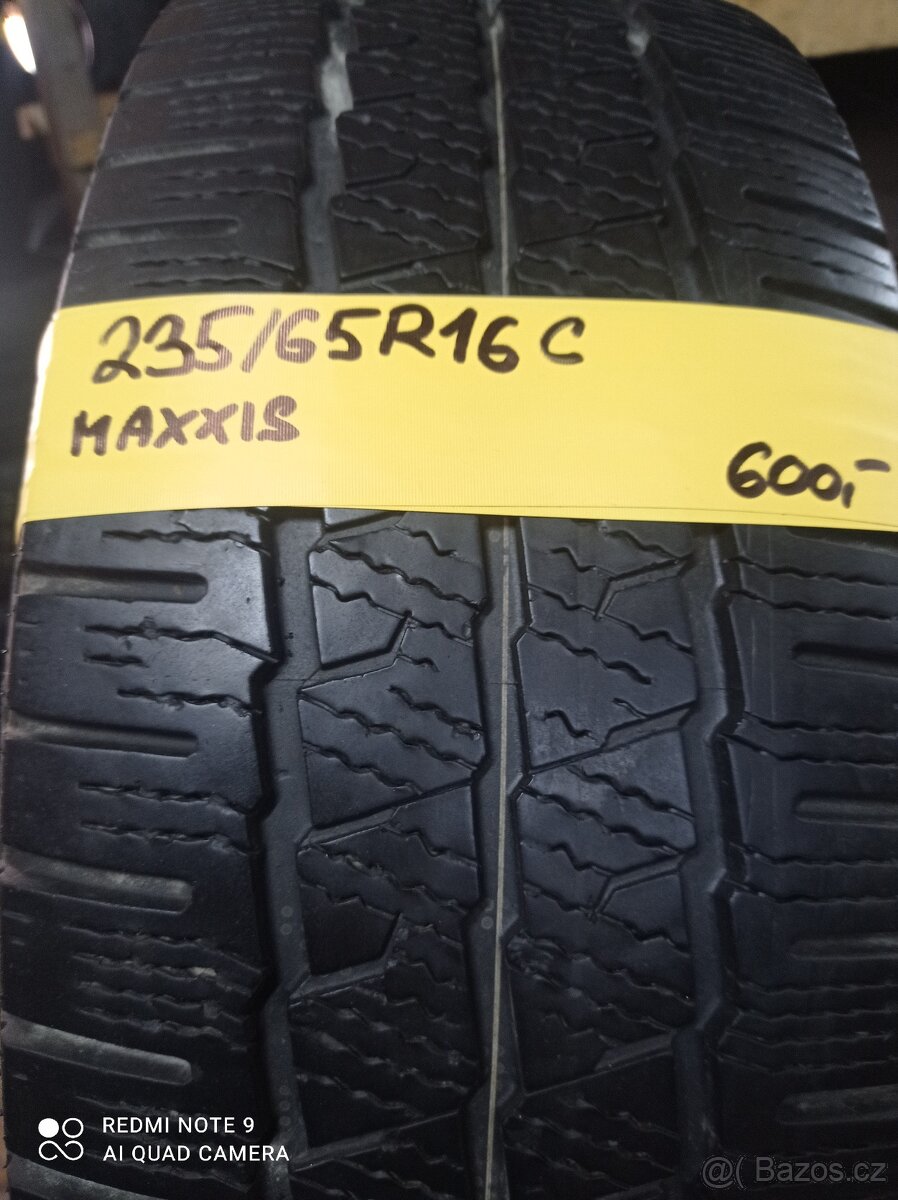 235/65R16C
MAXXIS
600,-
REDMI NOTE 9
AI QUAD CAMERA
@( Bazos.cz